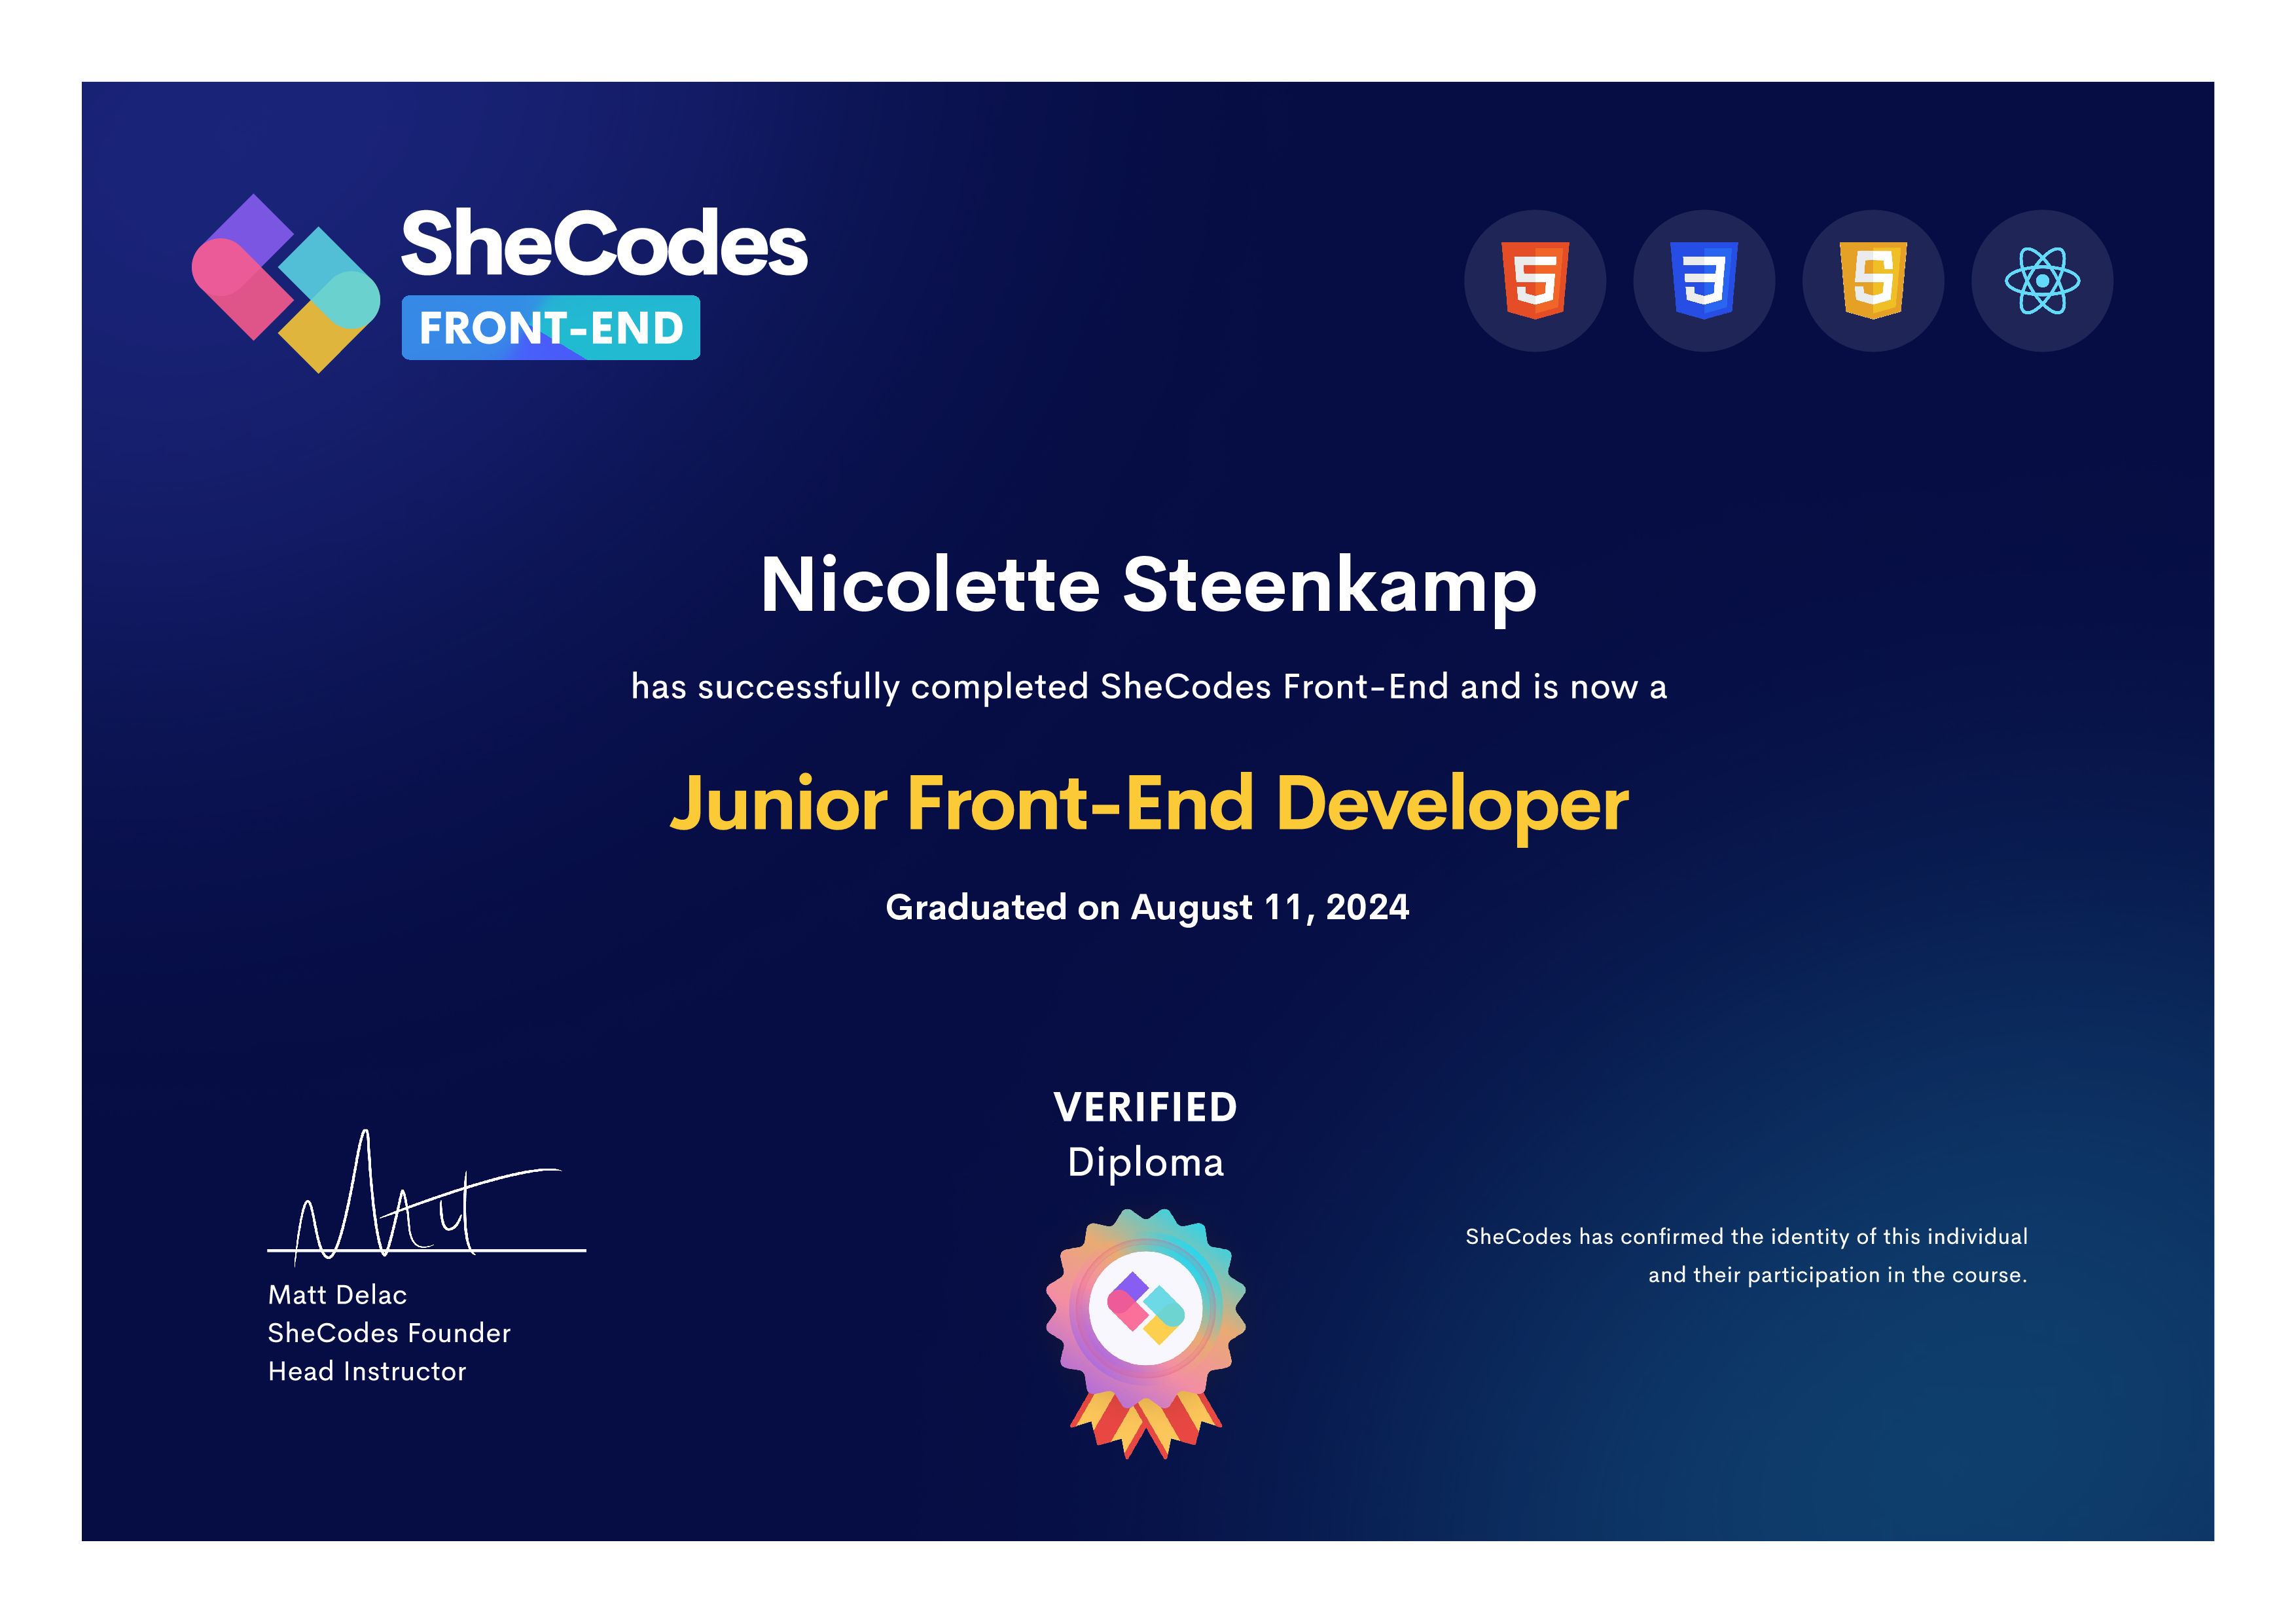 SheCodes
FRONT-END
Nicolette Steenkamp
has successfully completed SheCodes Front-End and is now a
Junior Front-End Developer
Graduated on August 11, 2024
VERIFIED
Diploma
Matt
Matt Delac
SheCodes Founder
Head Instructor
SheCodes has confirmed the identity of this individual
and their participation in the course.